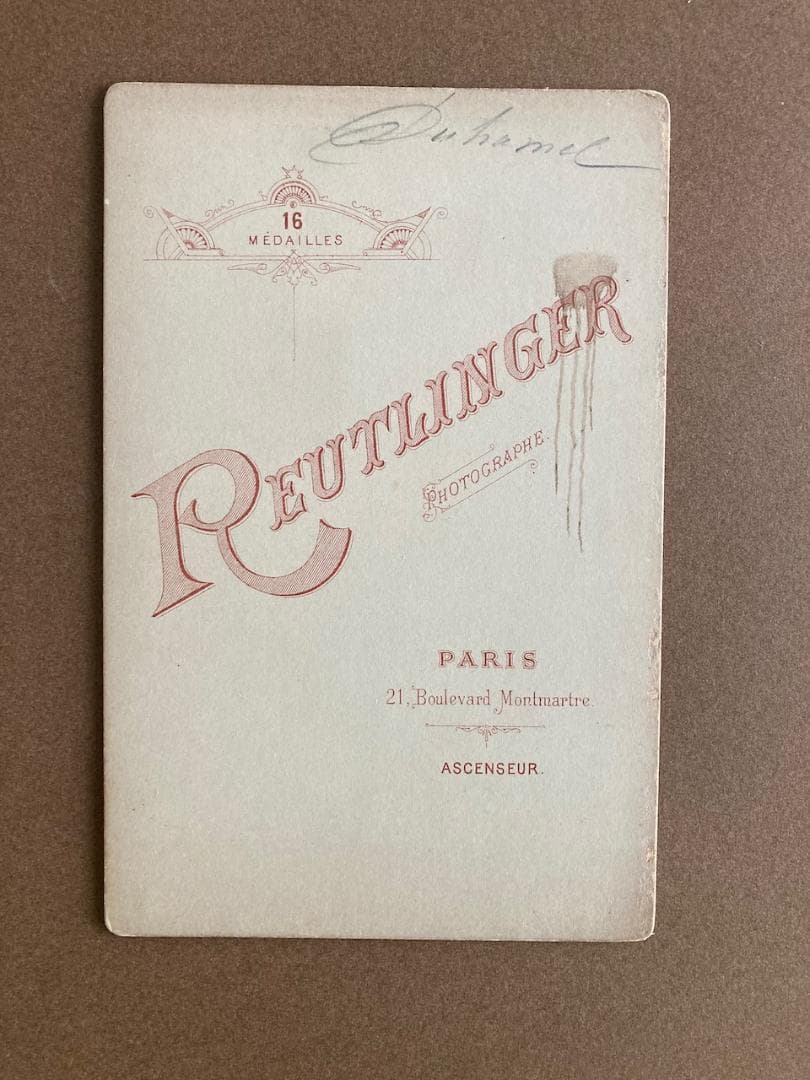 Duhamel
16
MÉDAILLES
REUTLINGER
PHOTOGRAPHE.
PARIS
21, Boulevard Montmartre.
ASCENSEUR.